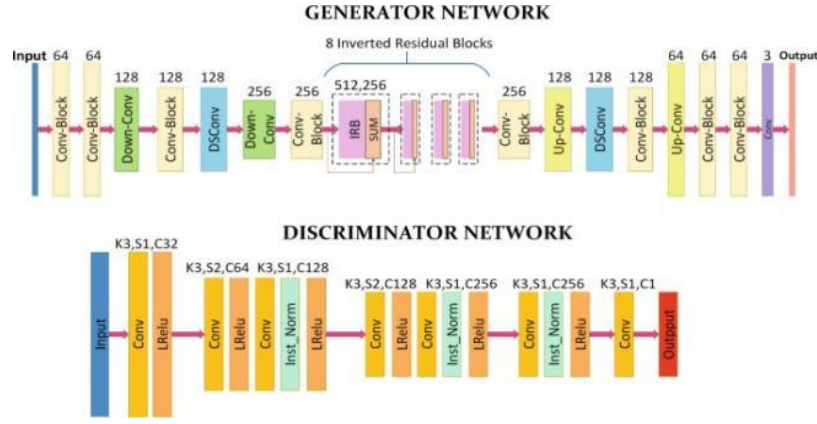 GENERATOR NETWORK
8 Inverted Residual Blocks
Input 64 64 128 128 128 256 256 512,256 256 128 128 128 64 64 64 3 Output
Conv-Block
Conv-Block
Down-Conv
Conv-Block
DSConv
Down-
Conv
Conv-
Block
IRB
SUM
Conv-
Block
Up-Conv
DSConv
Conv-Block
Up-Conv
Conv-Block
Conv-Block
Conv
DISCRIMINATOR NETWORK
K3,S1,C32
K3,S2,C64 K3,S1,C128
K3,S2,C128 K3,S1,C256
K3,S1,C256
K3,S1,C1
Input
Conv
LRelu
Conv
LRelu
Conv
Inst_Norm
LRelu
Conv
LRelu
Conv
Inst_Norm
LRelu
Conv
Inst_Norm
LRelu
Conv
Outpput